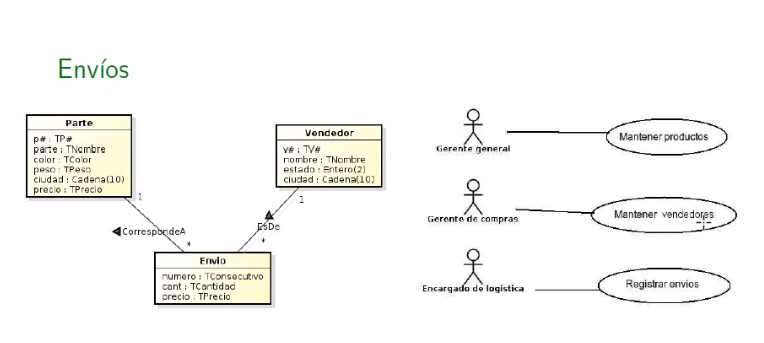 Envíos
Parte
p# : TP#
parte : TNombre
color : TColor
peso : TPeso
ciudad : Cadena(10)
precio : TPrecio
Vendedor
v# : TV#
nombre : TNombre
estado : Entero(2)
ciudad : Cadena(10)
1
1
CorrespondeA
EsDe
*
*
Envio
numero : TConsecutivo
cant : TCantidad
precio : TPrecio
Gerente general
Mantener productos
Gerente de compras
Mantener vendedores
Encargado de logistica
Registrar envios